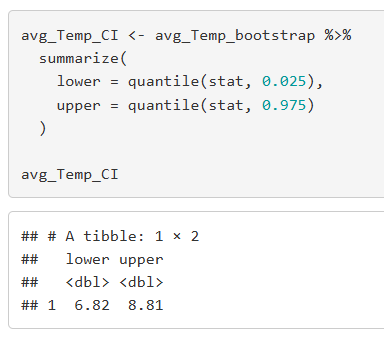 avg_Temp_CI <- avg_Temp_bootstrap %>%
  summarize(
    lower = quantile(stat, 0.025),
    upper = quantile(stat, 0.975)
  )

avg_Temp_CI
## # A tibble: 1 × 2
##   lower upper
##   <dbl> <dbl>
## 1  6.82  8.81